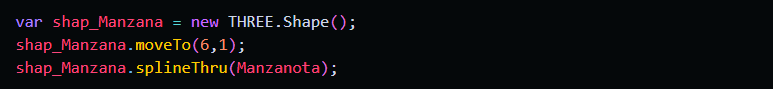 var shap_Manzana = new THREE.Shape();
shap_Manzana.moveTo(6,1);
shap_Manzana.splineThru(Manzanota);